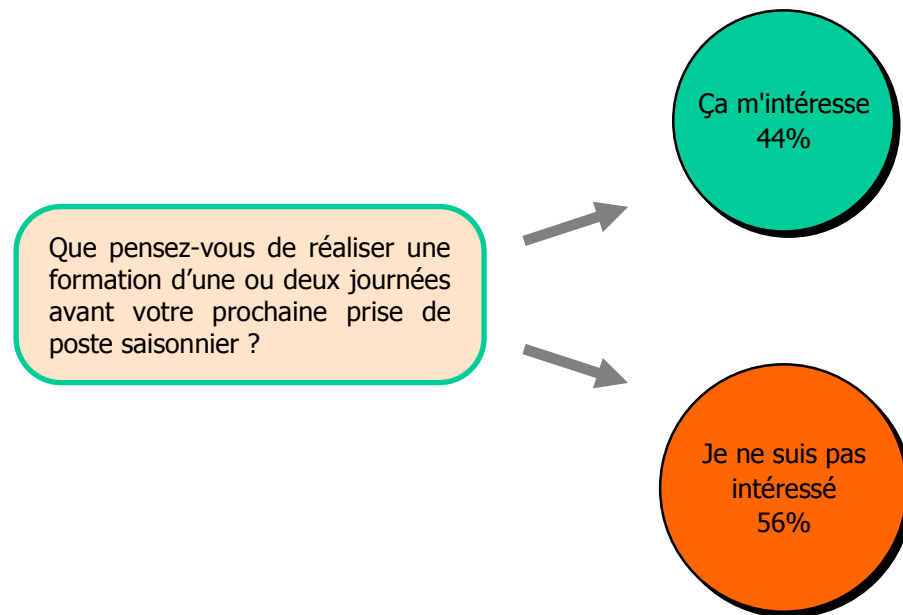 Ça m'intéresse
44%
Que pensez-vous de réaliser une
formation d’une ou deux journées
avant votre prochaine prise de
poste saisonnier ?
Je ne suis pas
intéressé
56%